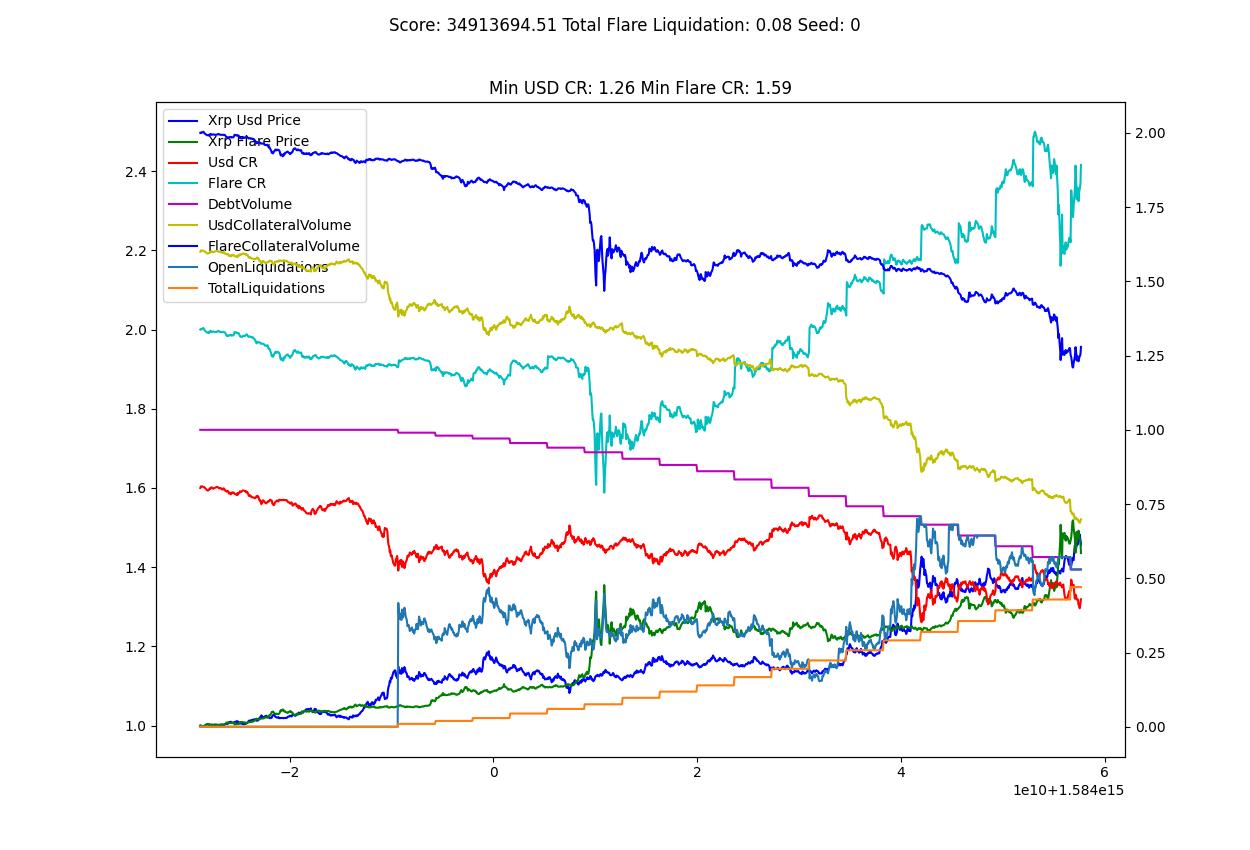 Score: 34913694.51 Total Flare Liquidation: 0.08 Seed: 0
Min USD CR: 1.26 Min Flare CR: 1.59
Xrp Usd Price
Xrp Flare Price
Usd CR
Flare CR
DebtVolume
UsdCollateralVolume
FlareCollateralVolume
OpenLiquidations
TotalLiquidations
2.4
2.2
2.0
1.8
1.6
1.4
1.2
1.0
2.00
1.75
1.50
1.25
1.00
0.75
0.50
0.25
0.00
−2 0 2 4 6
1e10+1.584e15